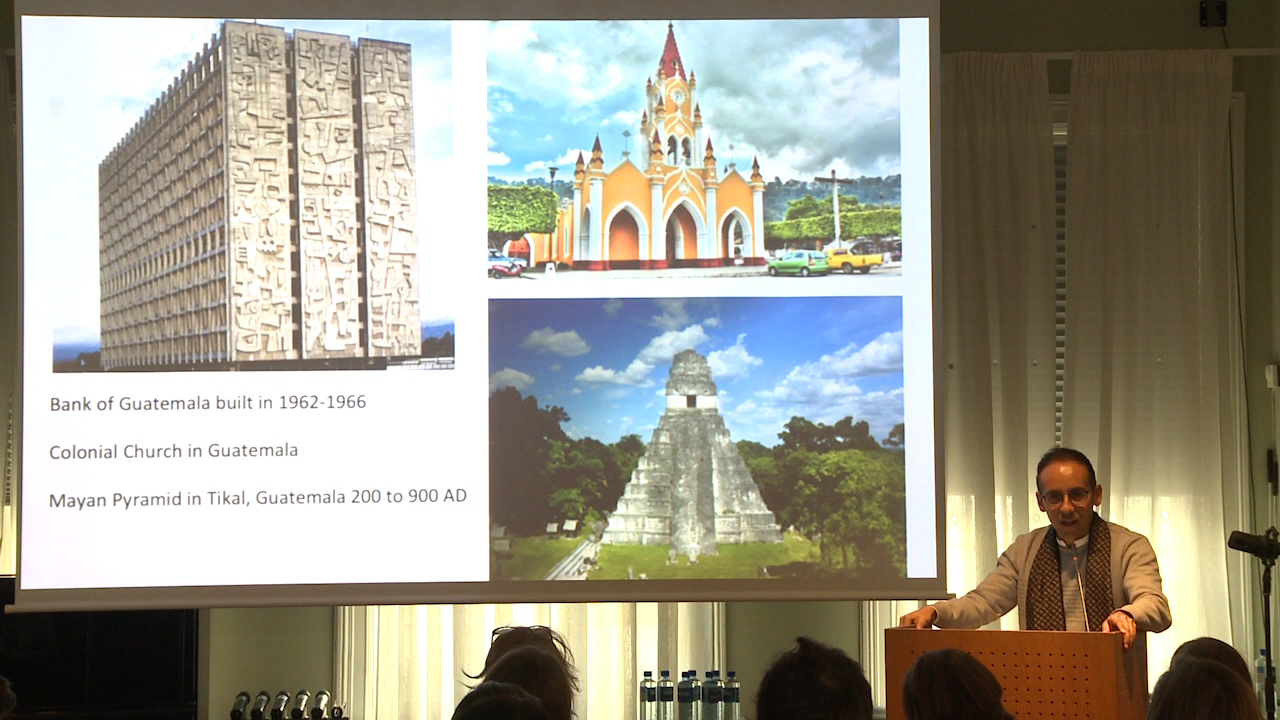 Bank of Guatemala built in 1962-1966
Colonial Church in Guatemala
Mayan Pyramid in Tikal, Guatemala 200 to 900 AD